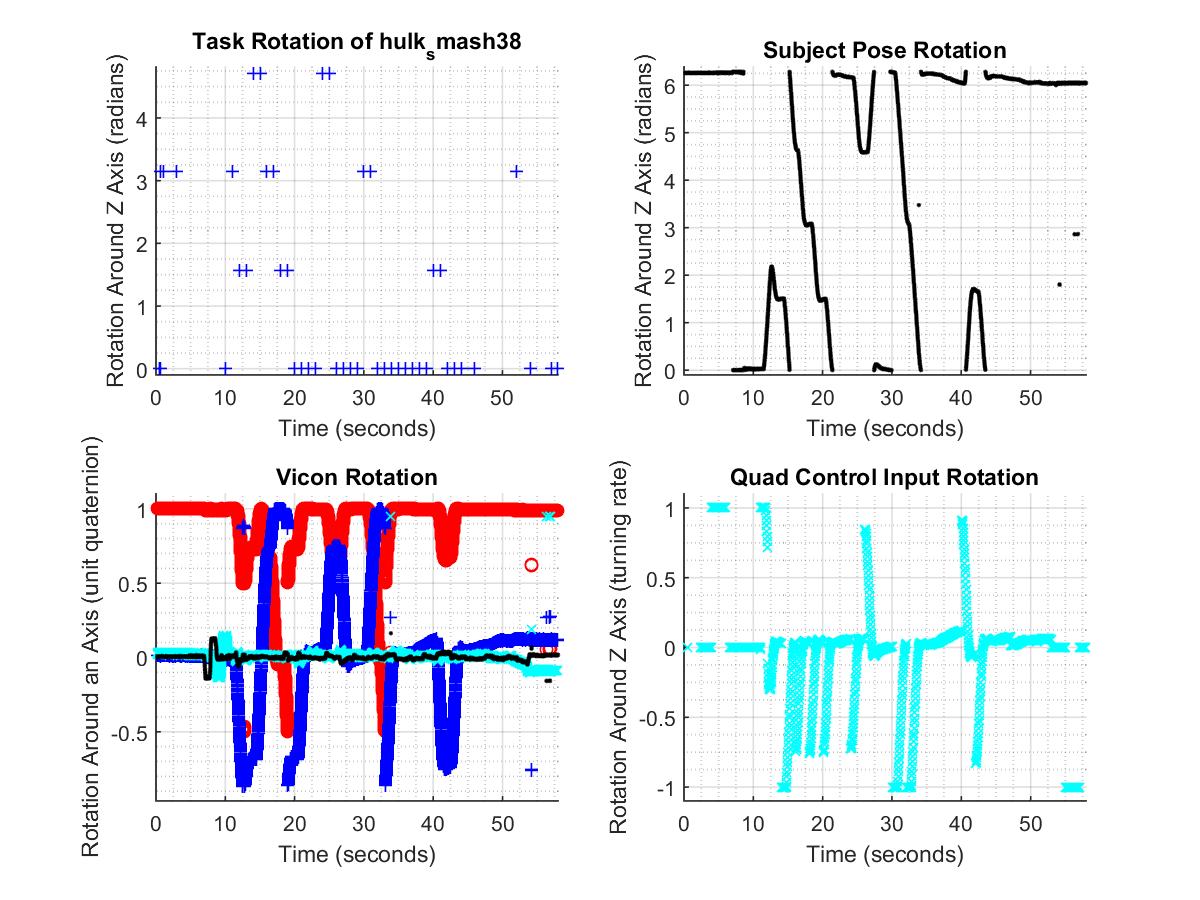 Task Rotation of hulksmash38
Rotation Around Z Axis (radians)
4
3
2
1
0
0 10 20 30 40 50
Time (seconds)
Subject Pose Rotation
Rotation Around Z Axis (radians)
6
5
4
3
2
1
0
0 10 20 30 40 50
Time (seconds)
Vicon Rotation
Rotation Around an Axis (unit quaternion)
1
0.5
0
-0.5
0 10 20 30 40 50
Time (seconds)
Quad Control Input Rotation
Rotation Around Z Axis (turning rate)
1
0.5
0
-0.5
-1
0 10 20 30 40 50
Time (seconds)